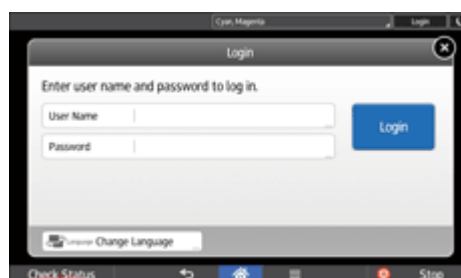 Cyan, Magenta
Login
Login
Enter user name and password to log in.
User Name
Login
Password
Language Change Language
Check Status
Stop